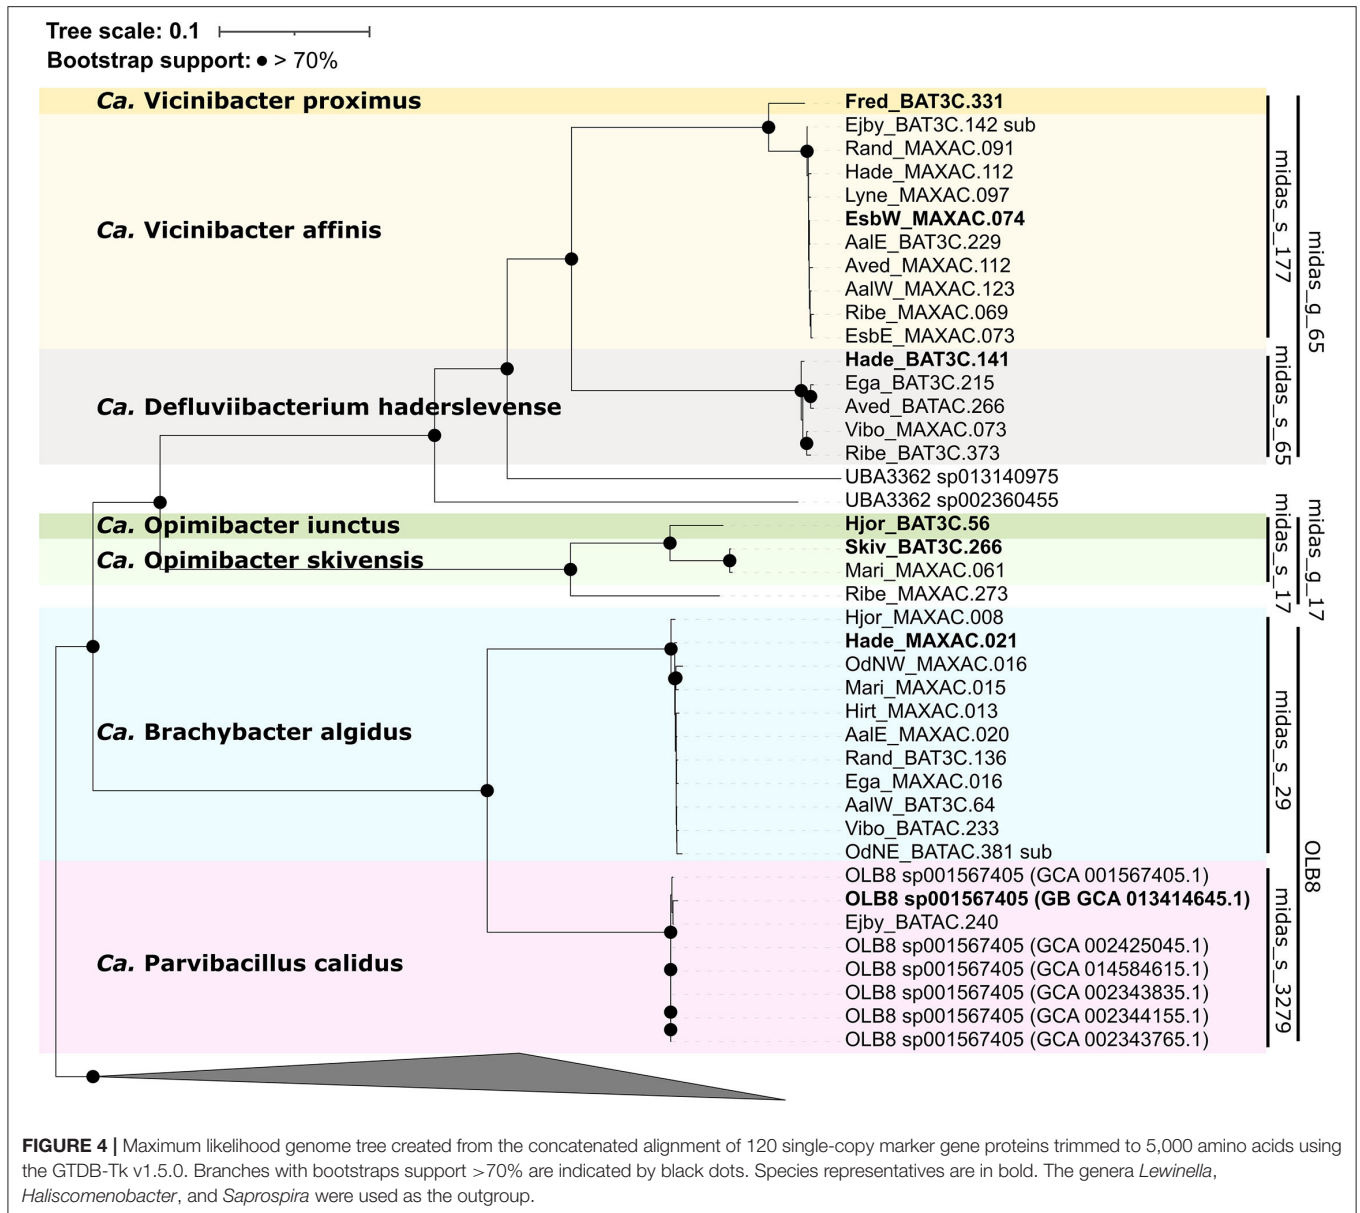 Tree scale: 0.1
Bootstrap support: ● > 70%
Ca. Vicinibacter proximus
Fred_BAT3C.331
Ejby_BAT3C.142 sub
Rand_MAXAC.091
Hade_MAXAC.112
Lyne_MAXAC.097
Ca. Vicinibacter affinis
EsbW_MAXAC.074
AalE_BAT3C.229
Aved_MAXAC.112
AalW_MAXAC.123
Ribe_MAXAC.069
EsbE_MAXAC.073
midas_s_177
midas_g_65
Hade_BAT3C.141
Ega_BAT3C.215
Ca. Defluviibacterium haderslevense
Aved_BATAC.266
Vibo_MAXAC.073
Ribe_BAT3C.373
midas_s_65
UBA3362 sp013140975
UBA3362 sp002360455
Ca. Opimibacter iunctus
Hjor_BAT3C.56
Ca. Opimibacter skivensis
Skiv_BAT3C.266
Mari_MAXAC.061
Ribe_MAXAC.273
midas_s_17
midas_g_17
Hjor_MAXAC.008
Hade_MAXAC.021
OdNW_MAXAC.016
Mari_MAXAC.015
Hirt_MAXAC.013
Ca. Brachybacter algidus
AalE_MAXAC.020
Rand_BAT3C.136
Ega_MAXAC.016
AalW_BAT3C.64
Vibo_BATAC.233
OdNE_BATAC.381 sub
midas_s_29
OLB8
OLB8 sp001567405 (GCA 001567405.1)
OLB8 sp001567405 (GB GCA 013414645.1)
Ejby_BATAC.240
OLB8 sp001567405 (GCA 002425045.1)
Ca. Parvibacillus calidus
OLB8 sp001567405 (GCA 014584615.1)
OLB8 sp001567405 (GCA 002343835.1)
OLB8 sp001567405 (GCA 002344155.1)
OLB8 sp001567405 (GCA 002343765.1)
midas_s_3279
FIGURE 4 | Maximum likelihood genome tree created from the concatenated alignment of 120 single-copy marker gene proteins trimmed to 5,000 amino acids using
the GTDB-Tk v1.5.0. Branches with bootstraps support >70% are indicated by black dots. Species representatives are in bold. The genera Lewinella,
Haliscomenobacter, and Saprospira were used as the outgroup.